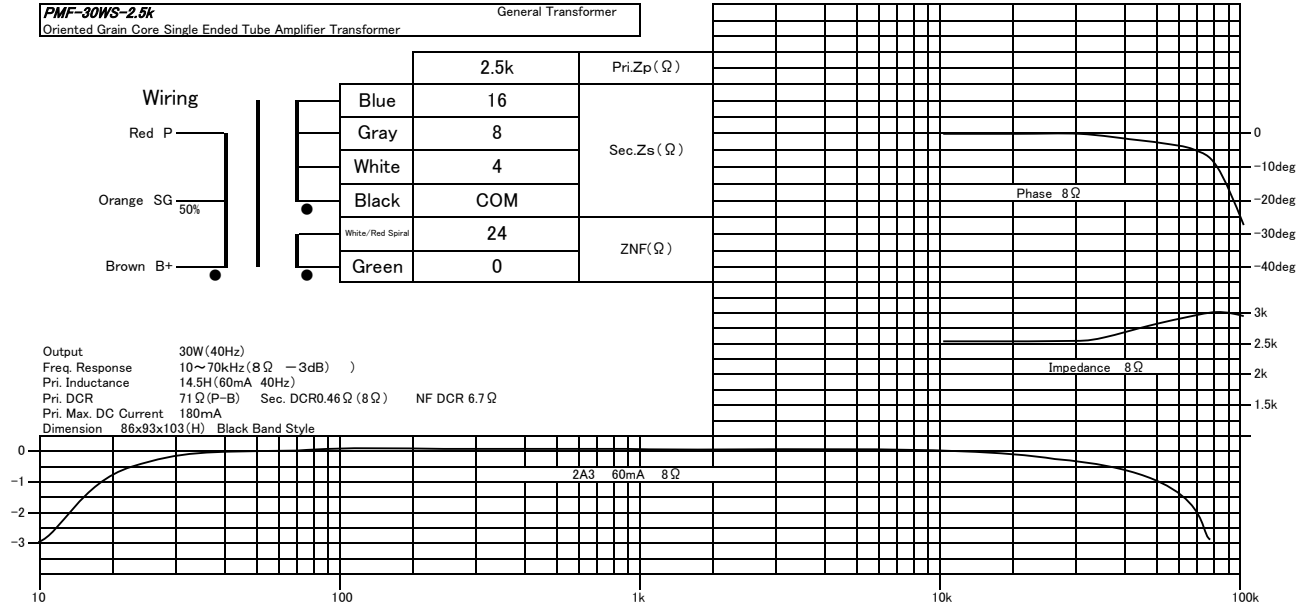 PMF-30WS-2.5k General Transformer
Oriented Grain Core Single Ended Tube Amplifier Transformer
2.5k Pri.Zp(Ω)
Wiring
Blue 16
Red P Gray 8
Sec.Zs(Ω)
White 4
Orange SG 50% Black COM
White/Red Spiral 24
ZNF(Ω)
Brown B+ Green 0
0
-10deg
Phase 8Ω
-20deg
-30deg
-40deg
3k
2.5k
Impedance 8Ω
2k
1.5k
Output 30W(40Hz)
Freq. Response 10~70kHz(8Ω -3dB) )
Pri. Inductance 14.5H(60mA 40Hz)
Pri. DCR 71Ω(P-B) Sec. DCR0.46Ω(8Ω) NF DCR 6.7Ω
Pri. Max. DC Current 180mA
Dimension 86x93x103(H) Black Band Style
0
2A3 60mA 8Ω
-1
-2
-3
10 100 1k 10k 100k